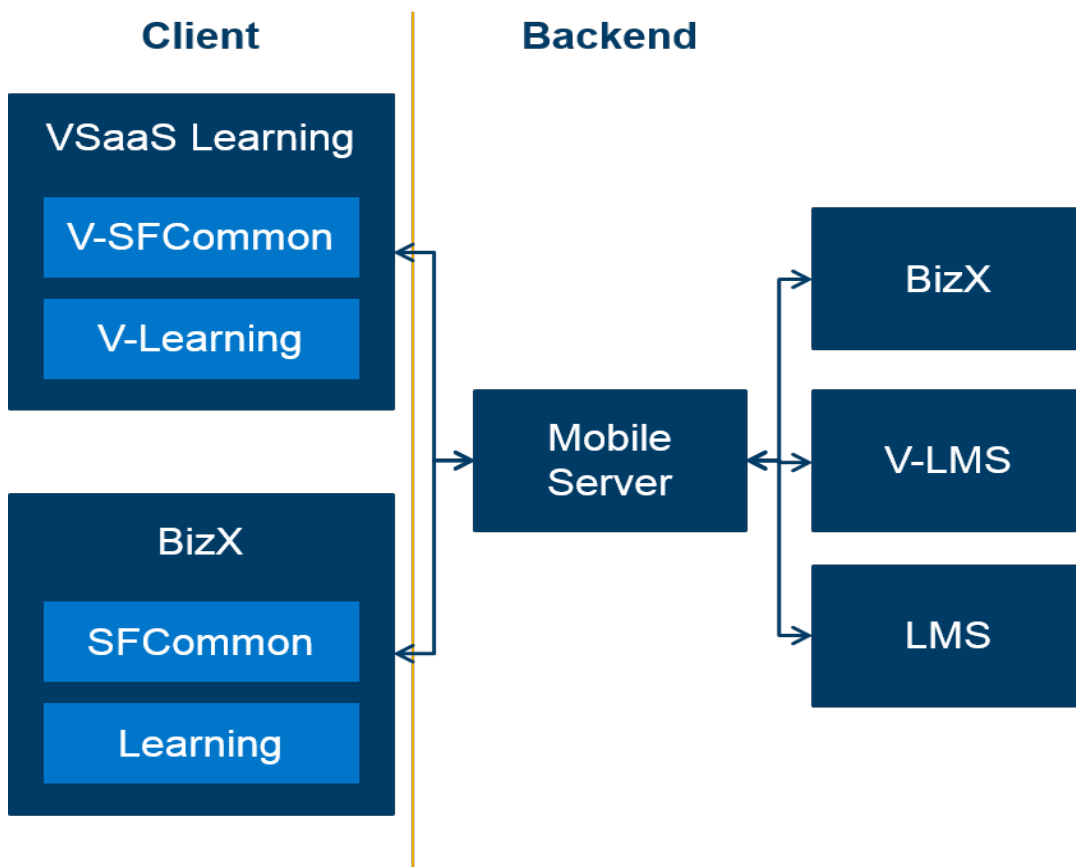 Client
Backend
VSaaS Learning
V-SFCommon
V-Learning
BizX
SFCommon
Learning
Mobile
Server
BizX
V-LMS
LMS